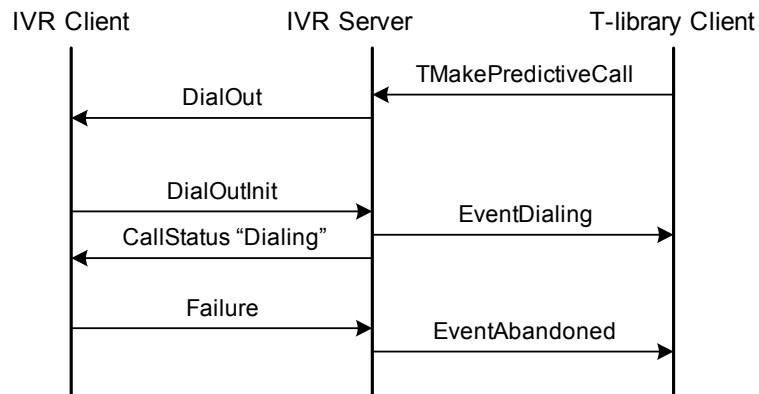 IVR Client
IVR Server
T-library Client
TMakePredictiveCall
DialOut
DialOutInit
EventDialing
CallStatus “Dialing”
Failure
EventAbandoned